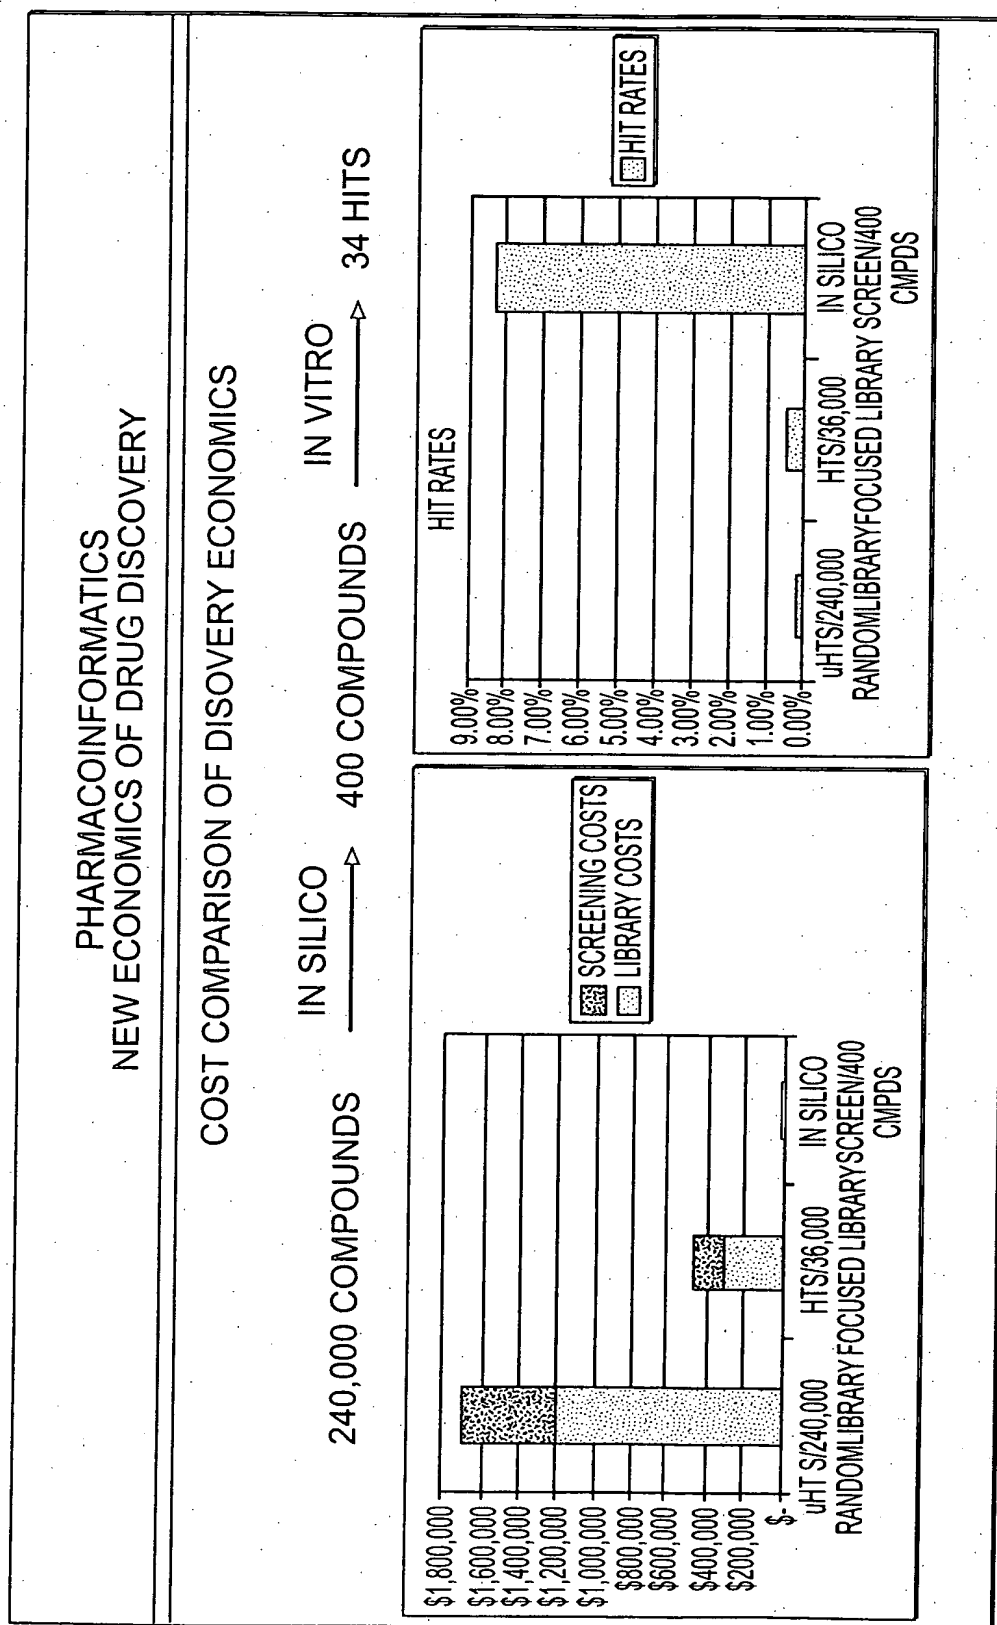 PHARMACOINFORMATICS
NEW ECONOMICS OF DRUG DISCOVERY
COST COMPARISON OF DISOVERY ECONOMICS
240,000 COMPOUNDS IN SILICO 400 COMPOUNDS IN VITRO 34 HITS
$1,800,000
$1,600,000
$1,400,000
$1,200,000
$1,000,000
$800,000
$600,000
$400,000
$200,000
$-
uHT S/240,000 HTS/36,000 IN SILICO
RANDOMLIBRARY FOCUSED LIBRARY SCREEN/400
CMPDS
SCREENING COSTS
LIBRARY COSTS
HIT RATES
9.00%
8.00%
7.00%
6.00%
5.00%
4.00%
3.00%
2.00%
1.00%
0.00%
uHTS/240,000 HTS/36,000 IN SILICO
RANDOMLIBRARY FOCUSED LIBRARY SCREEN/400
CMPDS
HIT RATES